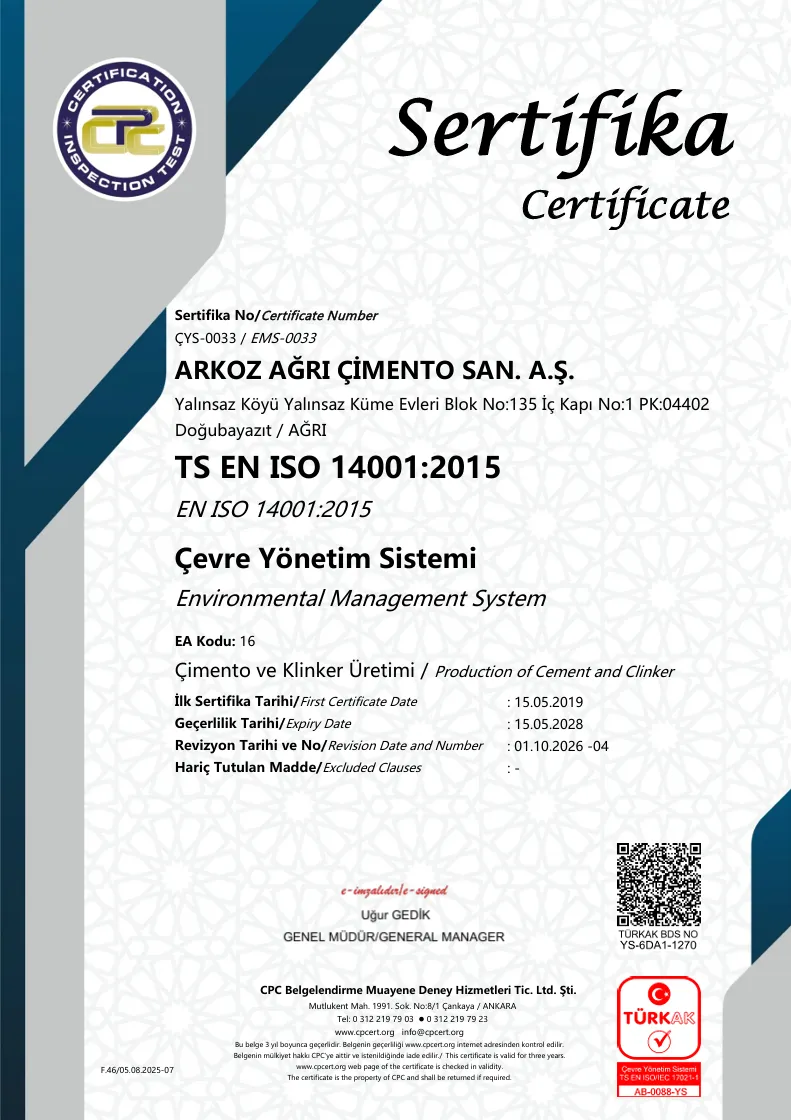 CERTIFICATION
CPC
INSPECTION TEST
Sertifika
Certificate
Sertifika No/Certificate Number
ÇYS-0033 / EMS-0033
ARKOZ AĞRI ÇİMENTO SAN. A.Ş.
Yalınsaz Köyü Yalınsaz Küme Evleri Blok No:135 İç Kapı No:1 PK:04402
Doğubayazıt / AĞRI
TS EN ISO 14001:2015
EN ISO 14001:2015
Çevre Yönetim Sistemi
Environmental Management System
EA Kodu: 16
Çimento ve Klinker Üretimi / Production of Cement and Clinker
İlk Sertifika Tarihi/First Certificate Date : 15.05.2019
Geçerlilik Tarihi/Expiry Date : 15.05.2028
Revizyon Tarihi ve No/Revision Date and Number : 01.10.2026 -04
Hariç Tutulan Madde/Excluded Clauses : -
e-imzalıdır/e-signed
Uğur GEDİK
GENEL MÜDÜR/GENERAL MANAGER
TÜRKAK BDS NO
YS-6DA1-1270
CPC Belgelendirme Muayene Deney Hizmetleri Tic. Ltd. Şti.
Mutlukent Mah. 1991. Sok. No:8/1 Çankaya / ANKARA
Tel: 0 312 219 79 03 ● 0 312 219 79 23
www.cpcert.org info@cpcert.org
Bu belge 3 yıl boyunca geçerlidir. Belgenin geçerliliği www.cpcert.org internet adresinden kontrol edilir.
Belgenin mülkiyet hakkı CPC'ye aittir ve istenildiğinde iade edilir./ This certificate is valid for three years.
www.cpcert.org web page of the certificate is checked in validity.
The certificate is the property of CPC and shall be returned if required.
F.46/05.08.2025-07
TÜRKAK
Çevre Yönetim Sistemi
TS EN ISO/IEC 17021-1
AB-0088-YS